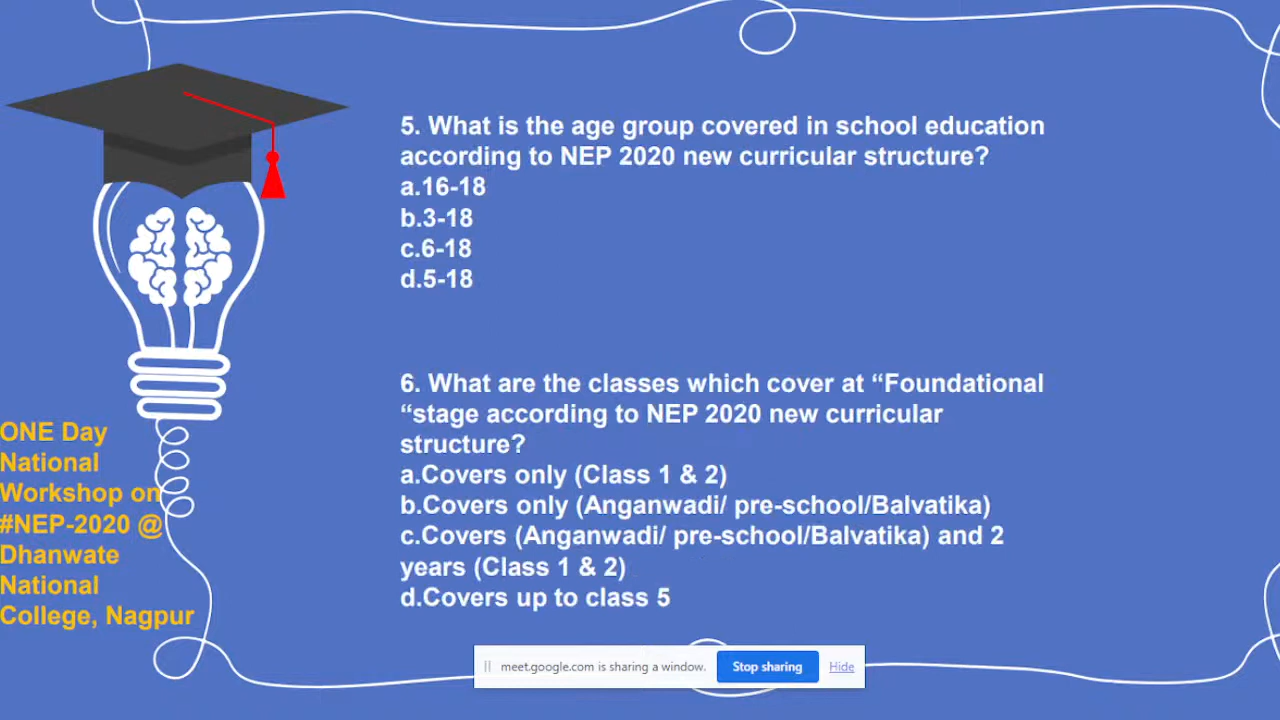 5. What is the age group covered in school education
according to NEP 2020 new curricular structure?
a.16-18
b.3-18
c.6-18
d.5-18
6. What are the classes which cover at “Foundational
“stage according to NEP 2020 new curricular
structure?
a.Covers only (Class 1 & 2)
b.Covers only (Anganwadi/ pre-school/Balvatika)
c.Covers (Anganwadi/ pre-school/Balvatika) and 2
years (Class 1 & 2)
d.Covers up to class 5
ONE Day
National
Workshop on
#NEP-2020 @
Dhanwate
National
College, Nagpur
meet.google.com is sharing a window. Stop sharing Hide